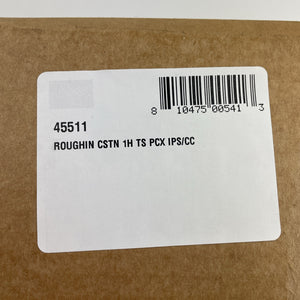 8 10475 00541 3
45511
ROUGHIN CSTN 1H TS PCX IPS/CC